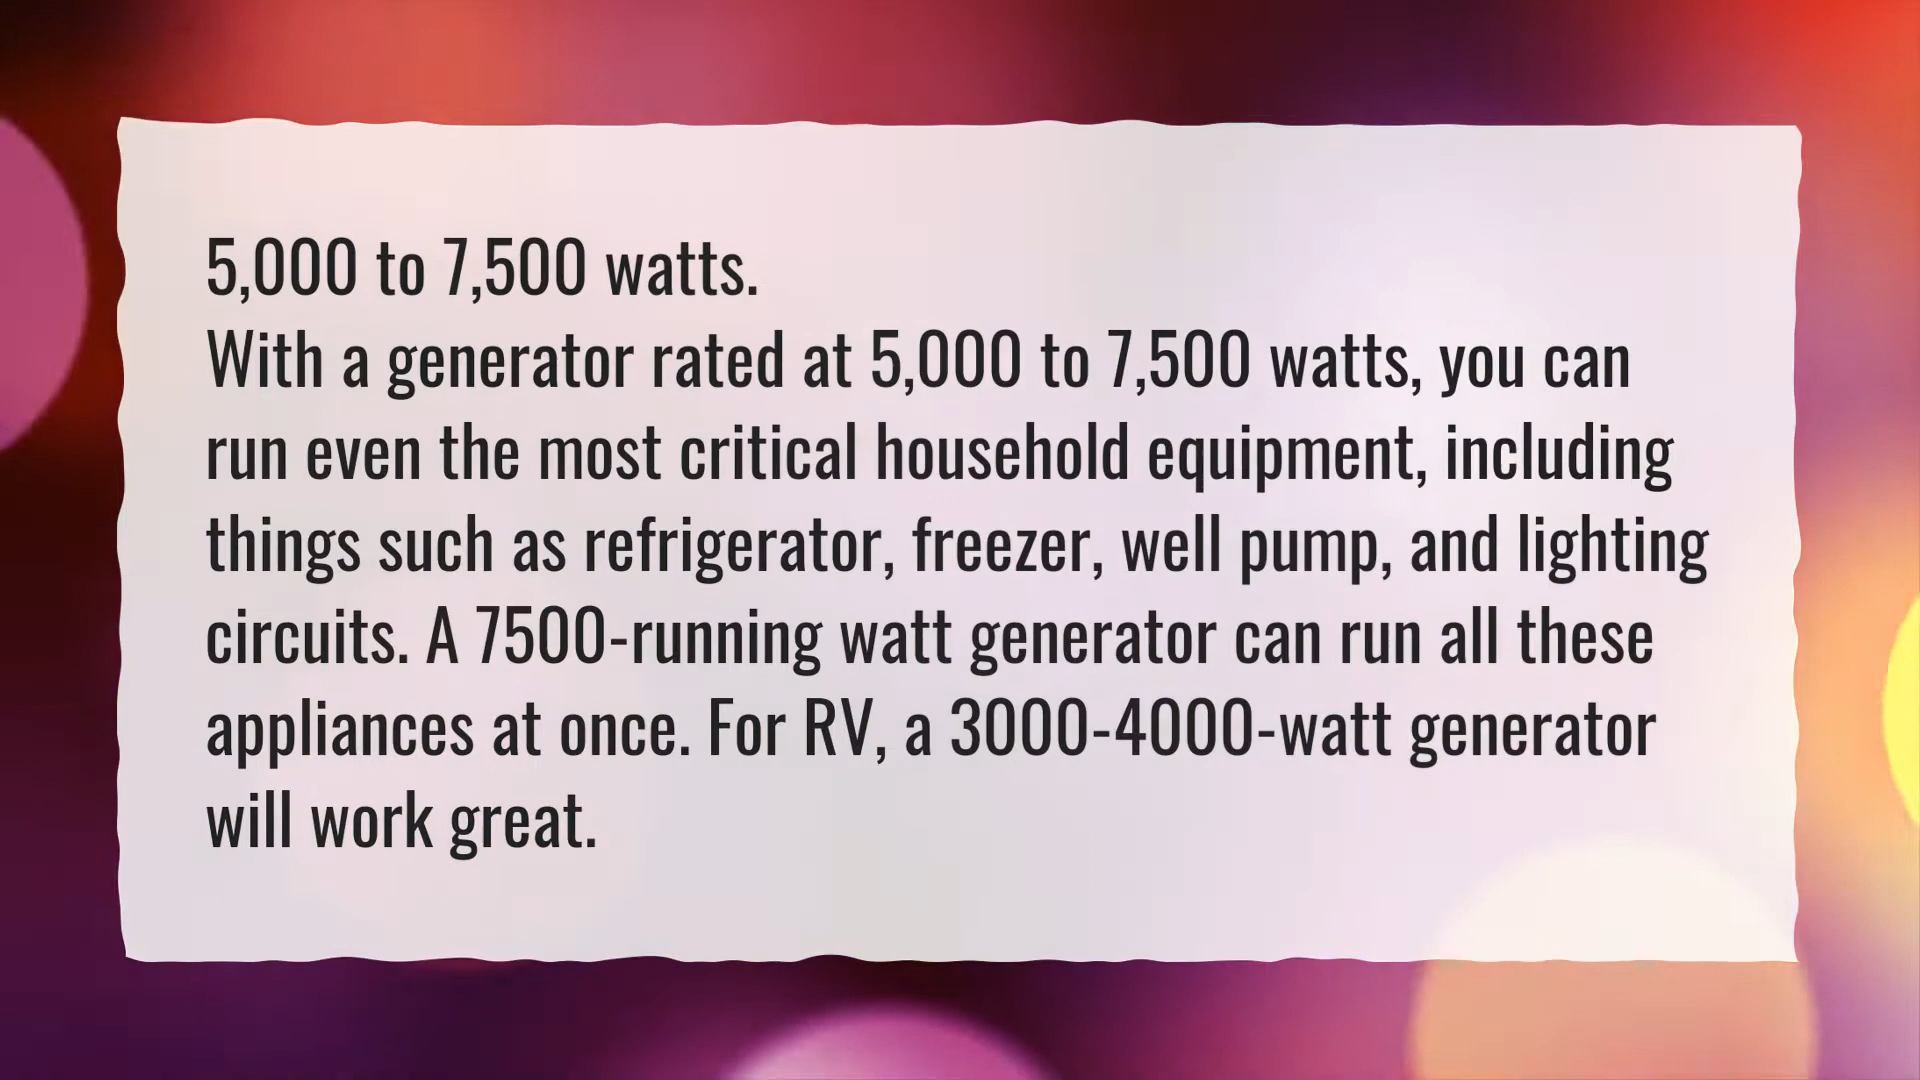 5,000 to 7,500 watts.
With a generator rated at 5,000 to 7,500 watts, you can
run even the most critical household equipment, including
things such as refrigerator, freezer, well pump, and lighting
circuits. A 7500-running watt generator can run all these
appliances at once. For RV, a 3000-4000-watt generator
will work great.